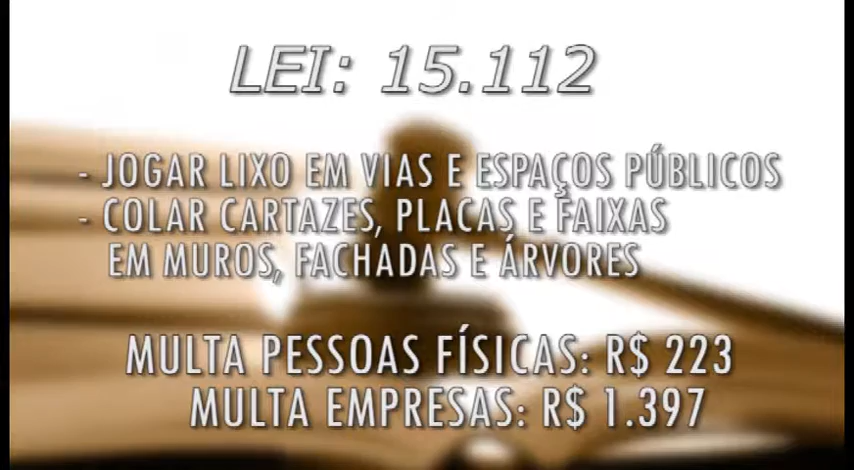 LEI: 15.112
- JOGAR LIXO EM VIAS E ESPAÇOS PÚBLICOS
- COLAR CARTAZES, PLACAS E FAIXAS
EM MUROS, FACHADAS E ÁRVORES
MULTA PESSOAS FÍSICAS: R$ 223
MULTA EMPRESAS: R$ 1.397